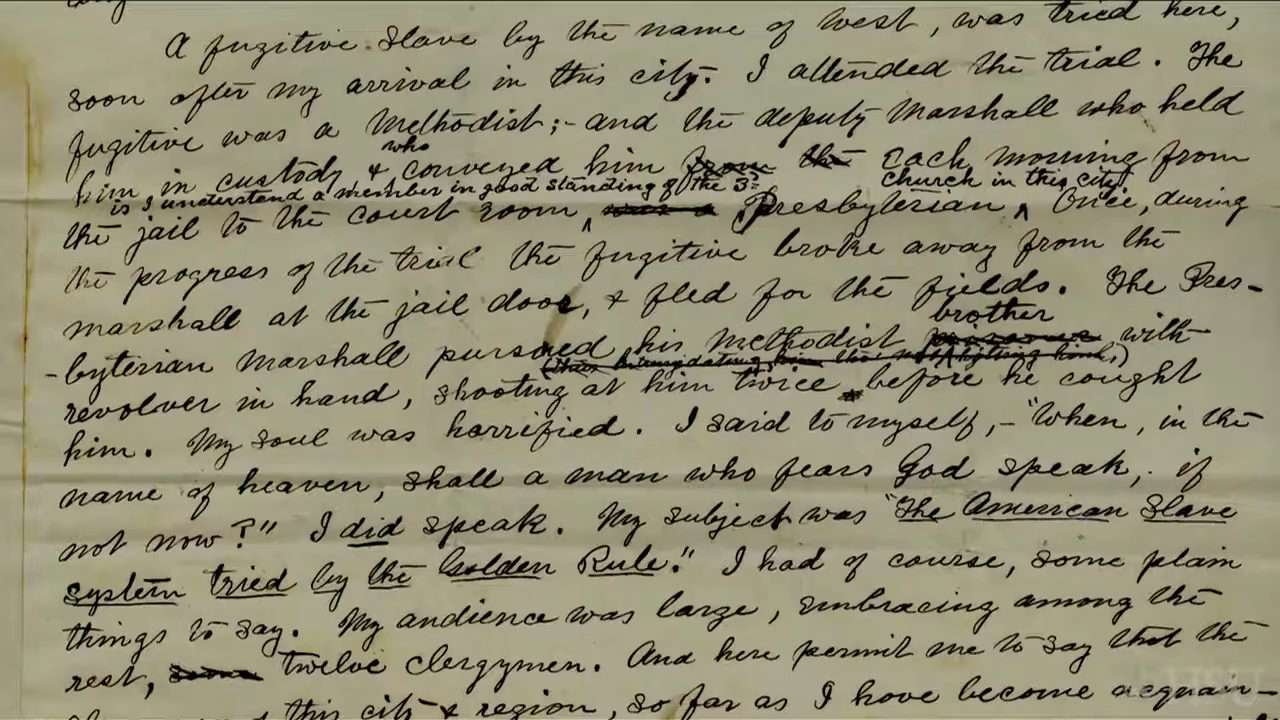 A fugitive slave by the name of West, was tried here,
soon after my arrival in this city. I attended the trial. The
fugitive was a Methodist;- and the deputy Marshall who held
who
him in custody & conveyed him from the each morning from
is I understand a member in good standing of the 3d church in this city
the jail to the court room, was a Presbyterian. Once, during
the progress of the trial the fugitive broke away from the
marshall at the jail door, & fled for the fields. The Pres-
brother
byterian Marshall pursued his Methodist with
revolver in hand, shooting at him twice before he caught
him. My soul was horrified. I said to myself,- "When, in the
name of heaven, shall a man who fears God speak, if
not now?" I did speak. My subject was "The American Slave
system tried by the Golden Rule." I had of course, some plain
things to say. My audience was large, embracing among the
rest, some twelve clergymen. And here permit me to say that the
this city & region, so far as I have become acquain-